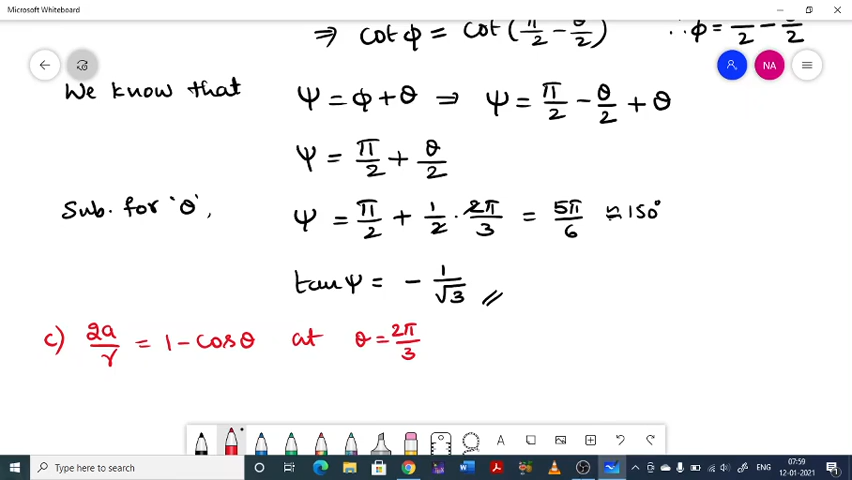 Microsoft Whiteboard
⇒ cot φ = cot (π/2 − θ/2) ∴ φ = π/2 − θ/2
NA
We know that ψ = φ + θ ⇒ ψ = π/2 − θ/2 + θ
ψ = π/2 + θ/2
Sub. for 'θ', ψ = π/2 + 1/2 · 2π/3 = 5π/6 ≈ 150°
tan ψ = − 1/√3 //
c) 2a/r = 1 − cos θ at θ = 2π/3
A
Type here to search
ENG
07:59
12-01-2021